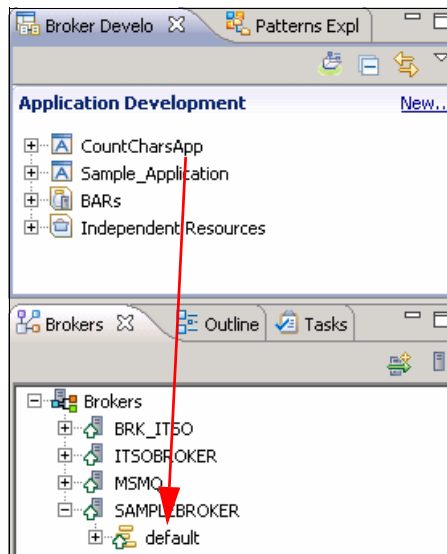 Broker Develo Patterns Expl
Application Development New...
CountCharsApp
Sample_Application
BARs
Independent Resources
Brokers Outline Tasks
Brokers
BRK_ITSO
ITSOBROKER
MSMQ
SAMPLEBROKER
default